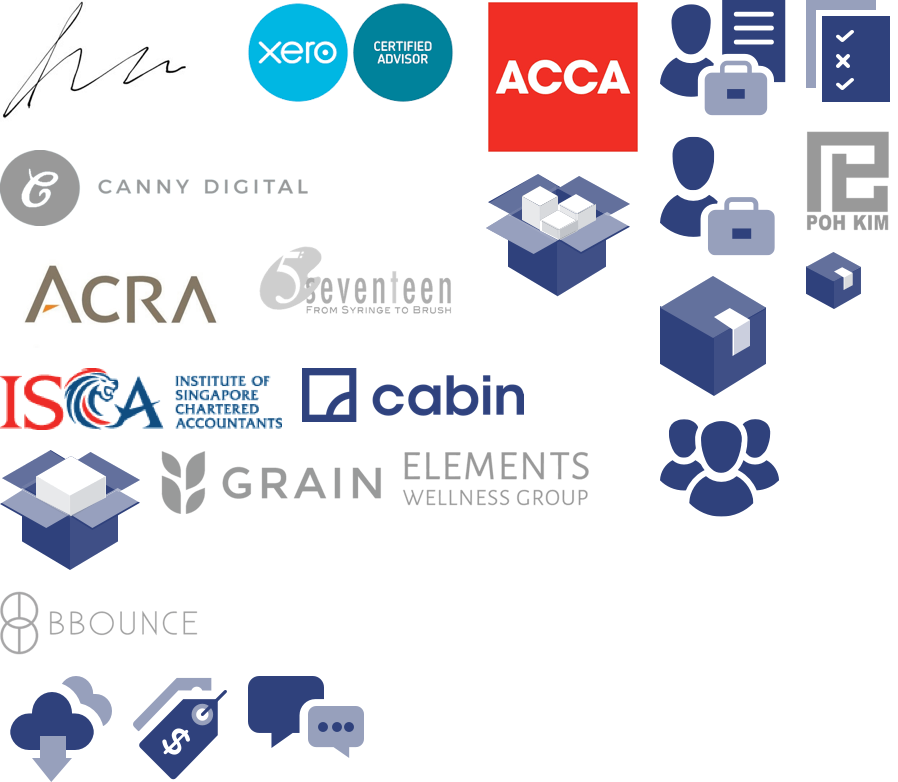 xero
CERTIFIED
ADVISOR
ACCA
CANNY DIGITAL
POH KIM
ACRA
5
seventeen
FROM SYRINGE TO BRUSH
ISCA
INSTITUTE OF
SINGAPORE
CHARTERED
ACCOUNTANTS
cabin
GRAIN
ELEMENTS
WELLNESS GROUP
BBOUNCE
$